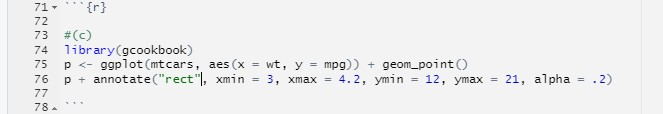 71 ```{r}
72
73 #(c)
74 library(gcookbook)
75 p <- ggplot(mtcars, aes(x = wt, y = mpg)) + geom_point()
76 p + annotate("rect", xmin = 3, xmax = 4.2, ymin = 12, ymax = 21, alpha = .2)
77
78 ```